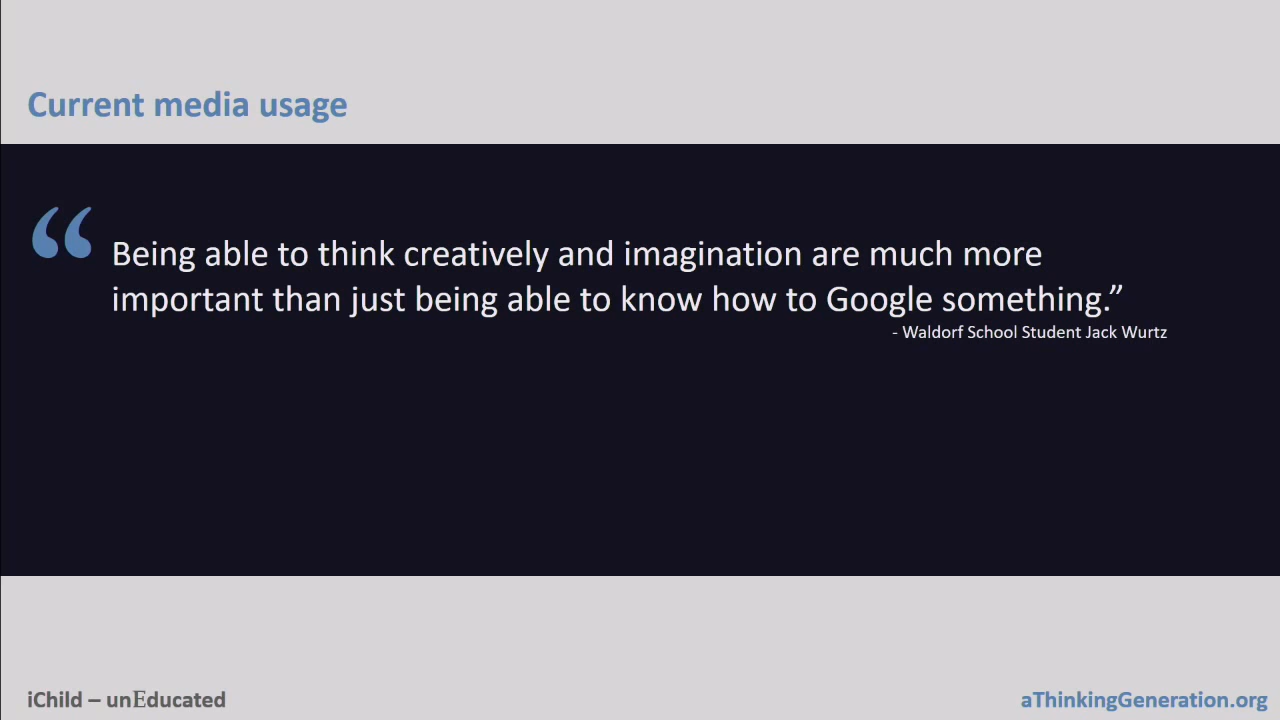 Current media usage
“ Being able to think creatively and imagination are much more
important than just being able to know how to Google something.”
- Waldorf School Student Jack Wurtz
iChild – unEducated
aThinkingGeneration.org